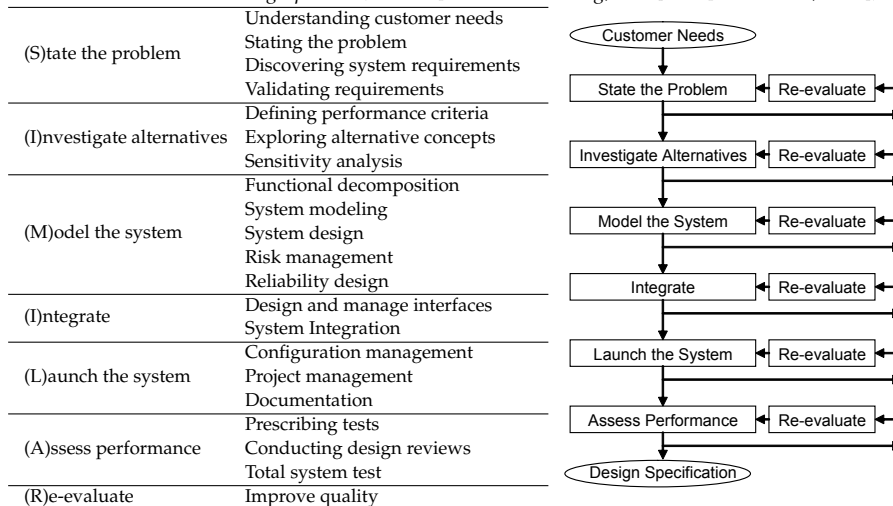 Understanding customer needs
(S)tate the problem
Stating the problem
Discovering system requirements
Validating requirements
(I)nvestigate alternatives
Defining performance criteria
Exploring alternative concepts
Sensitivity analysis
(M)odel the system
Functional decomposition
System modeling
System design
Risk management
Reliability design
(I)ntegrate
Design and manage interfaces
System Integration
(L)aunch the system
Configuration management
Project management
Documentation
(A)ssess performance
Prescribing tests
Conducting design reviews
Total system test
(R)e-evaluate
Improve quality
Customer Needs
State the Problem
Re-evaluate
Investigate Alternatives
Re-evaluate
Model the System
Re-evaluate
Integrate
Re-evaluate
Launch the System
Re-evaluate
Assess Performance
Re-evaluate
Design Specification